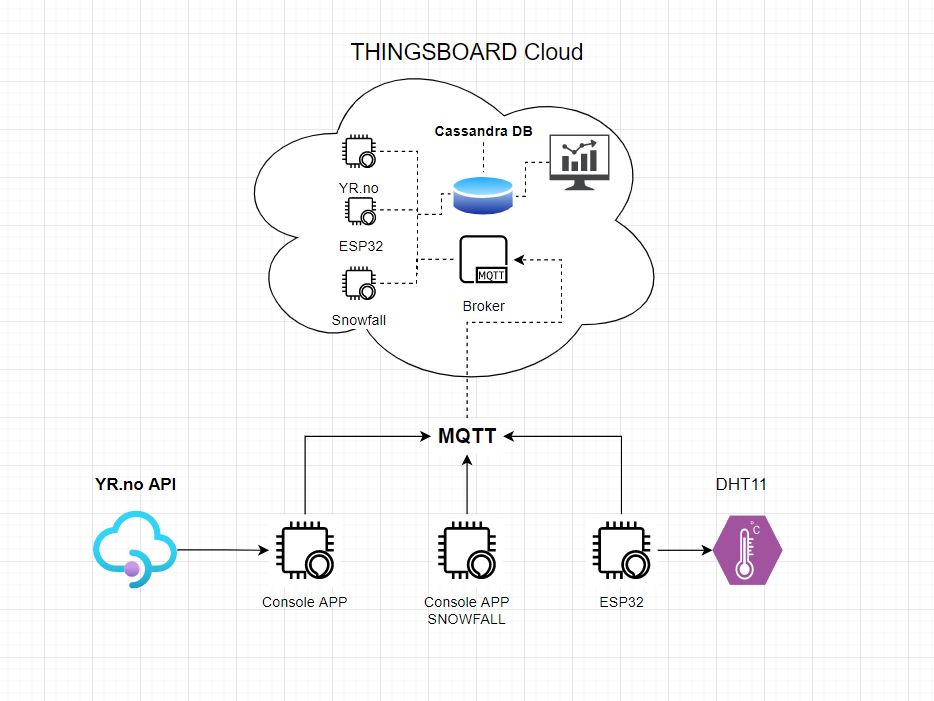 THINGSBOARD Cloud
Cassandra DB
YR.no
ESP32
MQTT
Broker
Snowfall
MQTT
YR.no API
DHT11
°C
Console APP
Console APP
SNOWFALL
ESP32